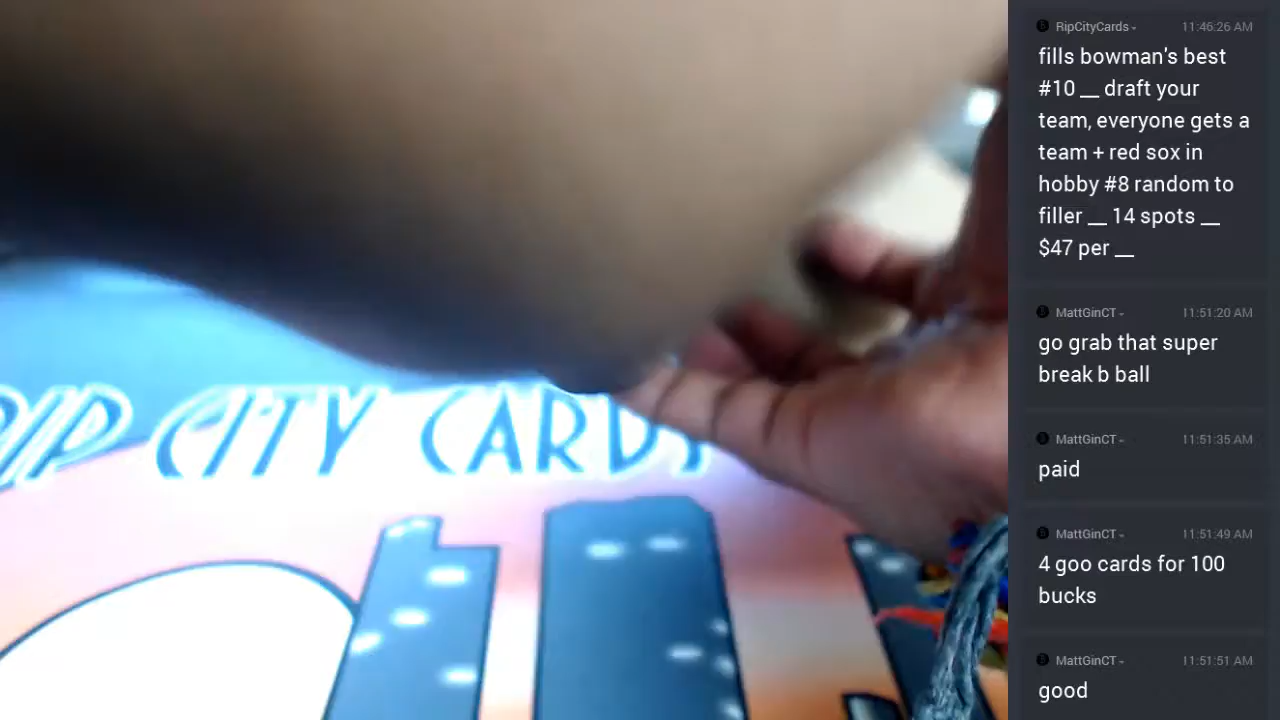 RIP CITY CARDS
RipCityCards
11:46:26 AM
fills bowman's best
#10 __ draft your
team, everyone gets a
team + red sox in
hobby #8 random to
filler __ 14 spots __
$47 per __
MattGinCT
11:51:20 AM
go grab that super
break b ball
MattGinCT
11:51:35 AM
paid
MattGinCT
11:51:49 AM
4 goo cards for 100
bucks
MattGinCT
11:51:51 AM
good